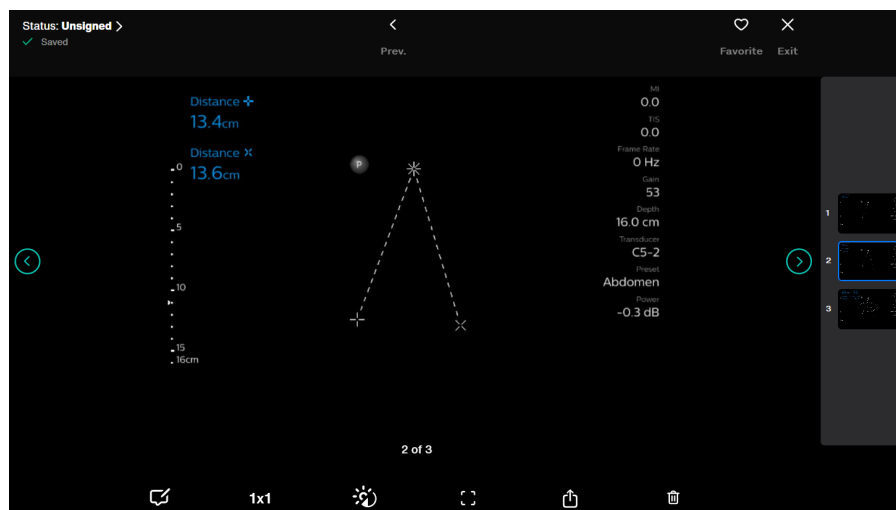 Status: Unsigned
Saved
Prev.
Favorite
Exit
Distance
13.4cm
Distance
13.6cm
P
0
5
10
15
16cm
MI
0.0
TIS
0.0
Frame Rate
0 Hz
Gain
53
Depth
16.0 cm
Transducer
C5-2
Preset
Abdomen
Power
-0.3 dB
1
2
3
2 of 3
1x1